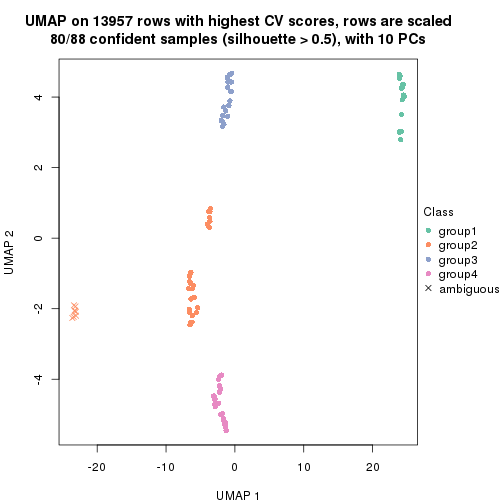 UMAP on 13957 rows with highest CV scores, rows are scaled
80/88 confident samples (silhouette > 0.5), with 10 PCs
UMAP 2
4
2
0
-2
-4
-20
-10
0
10
20
UMAP 1
Class
group1
group2
group3
group4
ambiguous